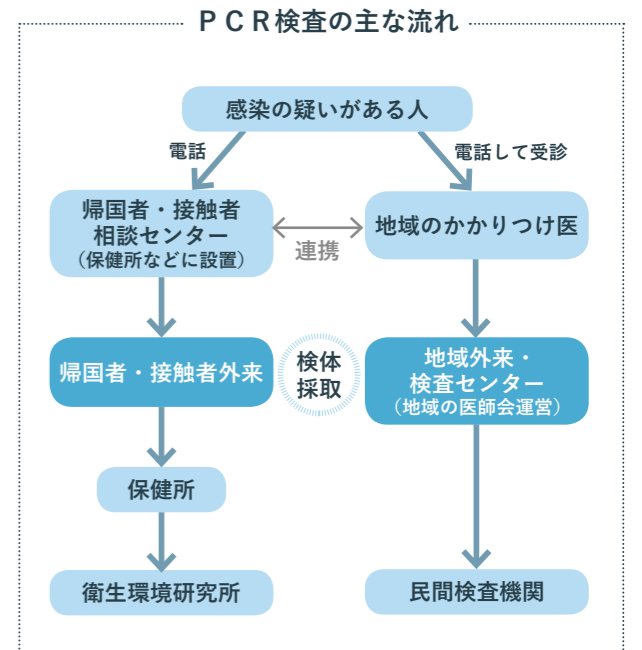 PCR検査の主な流れ
感染の疑いがある人
電話
電話して受診
帰国者・接触者
相談センター
（保健所などに設置）
連携
地域のかかりつけ医
帰国者・接触者外来
検体
採取
地域外来・
検査センター
（地域の医師会運営）
保健所
衛生環境研究所
民間検査機関